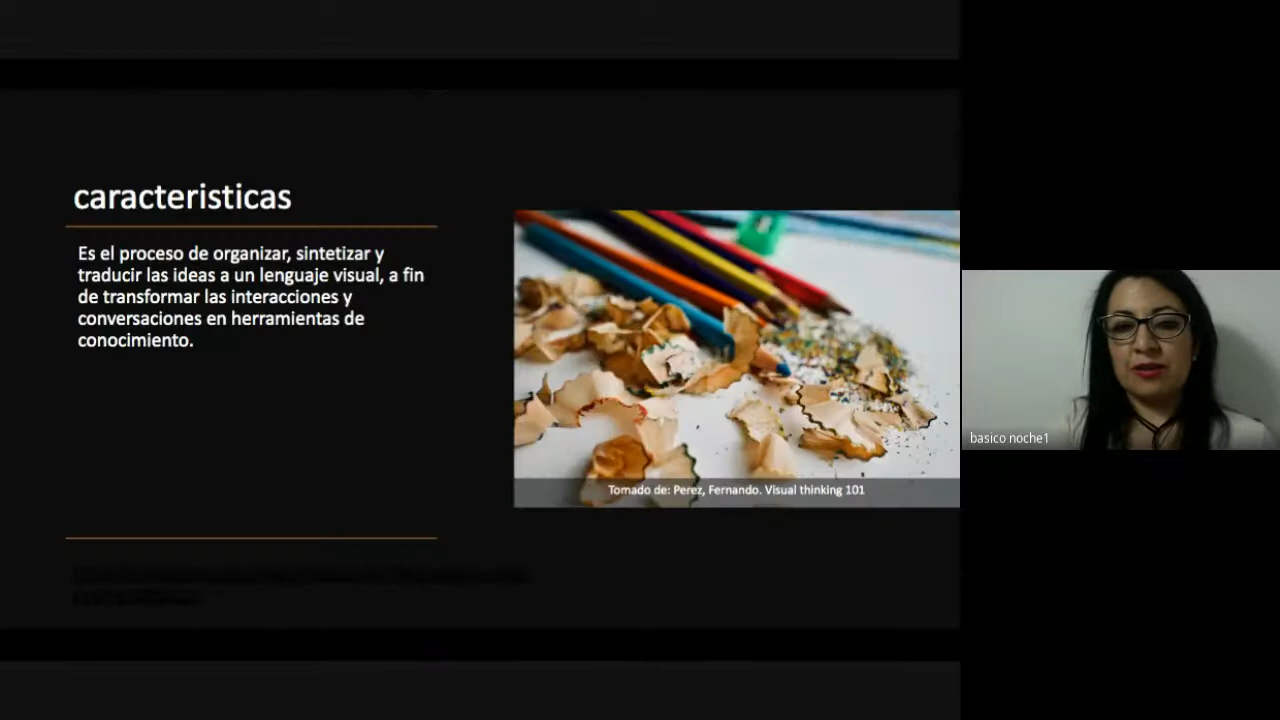 caracteristicas
Es el proceso de organizar, sintetizar y
traducir las ideas a un lenguaje visual, a fin
de transformar las interacciones y
conversaciones en herramientas de
conocimiento.
Tomado de: Perez, Fernando. Visual thinking 101
basico noche1